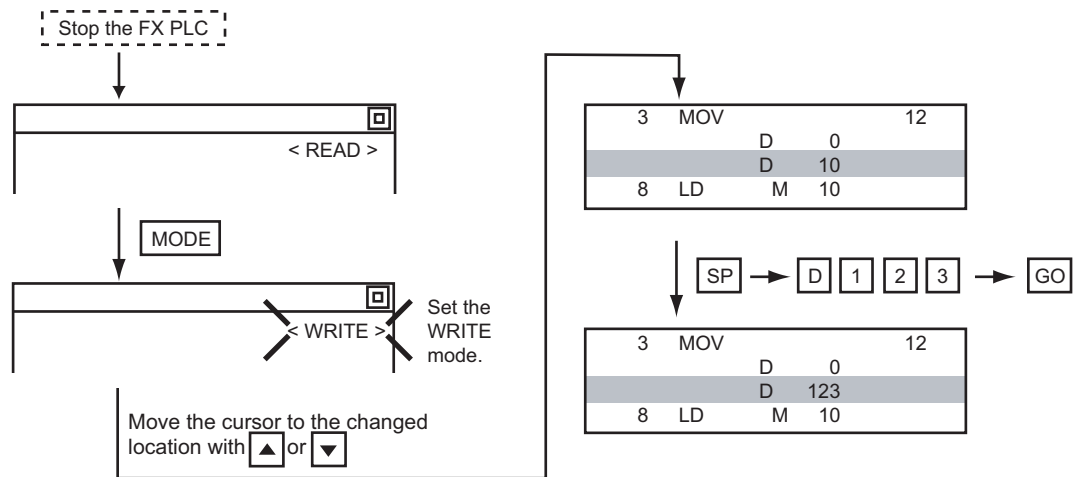 Stop the FX PLC
< READ >
MODE
< WRITE >
Set the
WRITE
mode.
Move the cursor to the changed
location with ▲ or ▼
3 MOV 12
D 0
D 10
8 LD M 10
SP D 1 2 3 GO
3 MOV 12
D 0
D 123
8 LD M 10